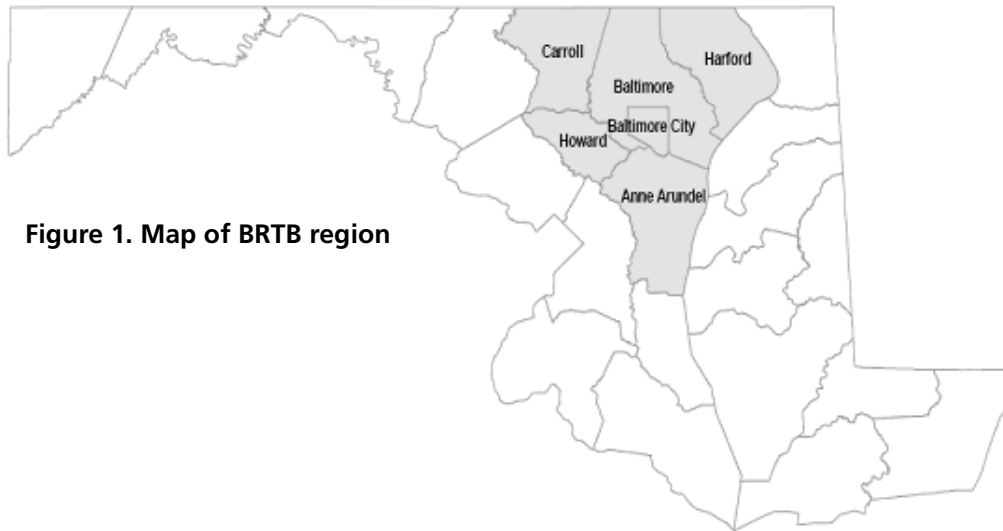 Carroll
Harford
Baltimore
Baltimore City
Howard
Anne Arundel
Figure 1. Map of BRTB region